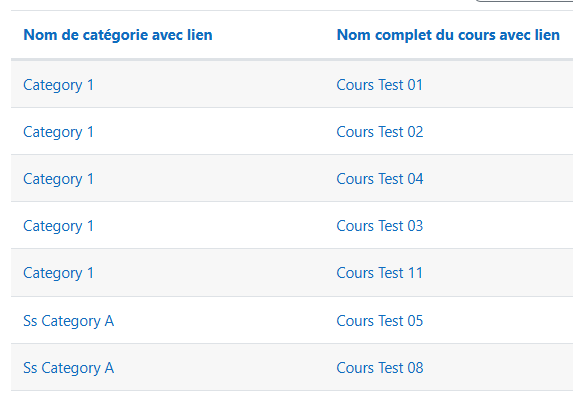 Nom de catégorie avec lien Nom complet du cours avec lien
Category 1 Cours Test 01
Category 1 Cours Test 02
Category 1 Cours Test 04
Category 1 Cours Test 03
Category 1 Cours Test 11
Ss Category A Cours Test 05
Ss Category A Cours Test 08